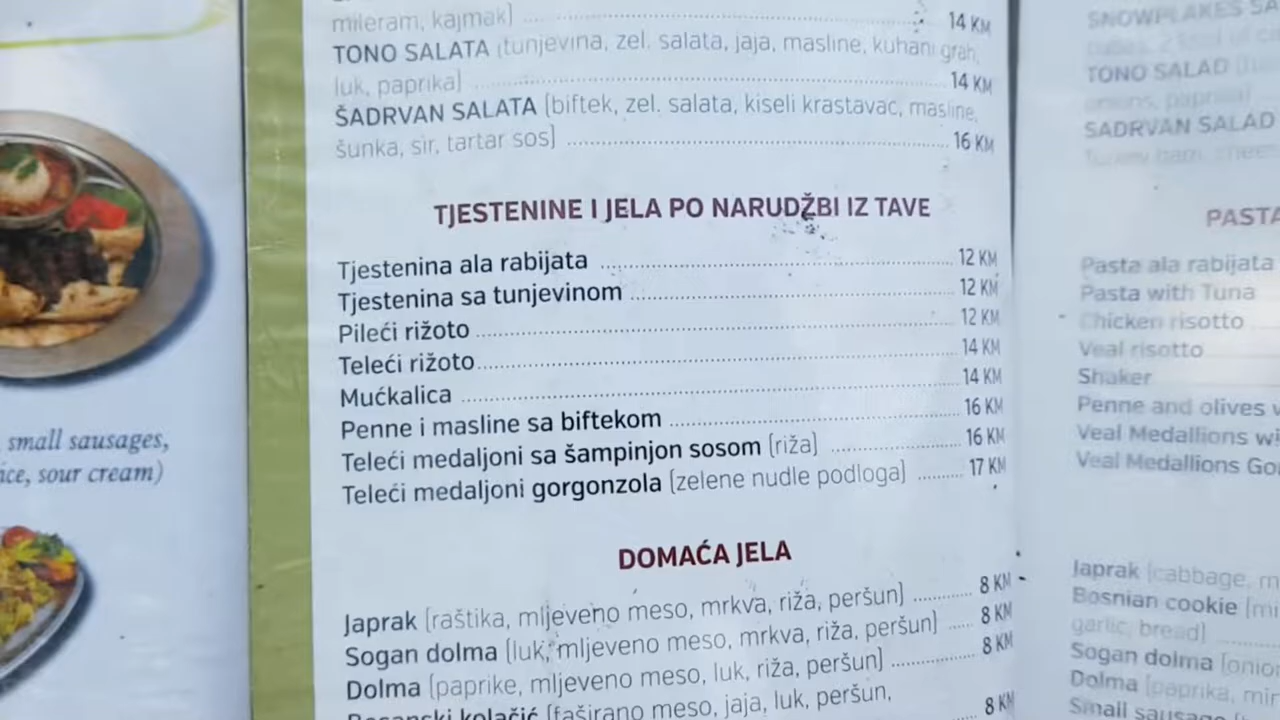 small sausages,
ice, sour cream)
mileram, kajmak] 14 KM
TONO SALATA [tunjevina, zel. salata, jaja, masline, kuhani grah,
luk, paprika] 14 KM
ŠADRVAN SALATA [biftek, zel. salata, kiseli krastavac, masline,
šunka, sir, tartar sos] 16 KM
TJESTENINE I JELA PO NARUDŽBI IZ TAVE
Tjestenina ala rabijata 12 KM
Tjestenina sa tunjevinom 12 KM
Pileći rižoto 12 KM
Teleći rižoto 14 KM
Mućkalica 14 KM
Penne i masline sa biftekom 16 KM
Teleći medaljoni sa šampinjon sosom [riža] 16 KM
Teleći medaljoni gorgonzola [zelene nudle podloga] 17 KM
DOMAĆA JELA
Japrak [raštika, mljeveno meso, mrkva, riža, peršun] 8 KM
Sogan dolma [luk, mljeveno meso, mrkva, riža, peršun] 8 KM
Dolma [paprike, mljeveno meso, luk, riža, peršun] 8 KM
Bosanski kolačić [faširano meso, jaja, luk, peršun, 8 KM
SNOWFLAKES SA
TONO SALAD
onions, paprika]
SADRVAN SALAD
Turkey ham, cheese
PASTA
Pasta ala rabijata
Pasta with Tuna
Chicken risotto
Veal risotto
Shaker
Penne and olives
Veal Medallions wi
Veal Medallions Go
Japrak [cabbage, m
Bosnian cookie [mi
garlic, bread]
Sogan dolma [onio
Dolma [paprika, mi
Small sausage